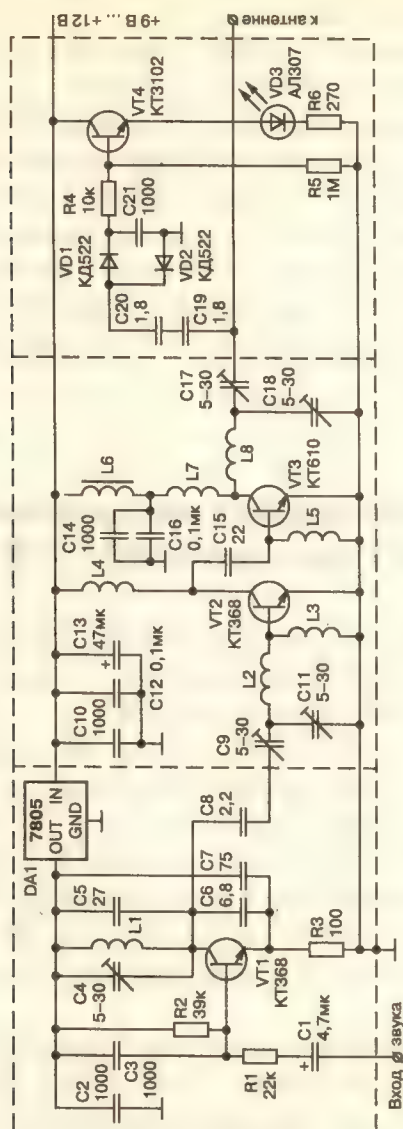 +9 В ... +12 В
к антенне
VT4
КТ3102
VD3
АЛ307
R6
270
R4
10к
C21
1000
R5
1М
VD1
КД522
VD2
КД522
C20
1,8
C19
1,8
C17
5–30
C18
5–30
L6
L7
L8
C14
1000
C16
0,1мк
C15
22
VT3
КТ610
L5
L4
VT2
КТ368
L3
C13
47мк
+
C10
1000
C12 0,1мк
L2
C9
5–30
C11
5–30
DA1
7805
OUT IN
GND
C8
2,2
C7
75
C5
27
C6
6,8
L1
C4
5–30
VT1
КТ368
R3
100
R2
39к
C2
1000
C3
1000
R1
22к
+
C1
4,7мк
Вход
звука